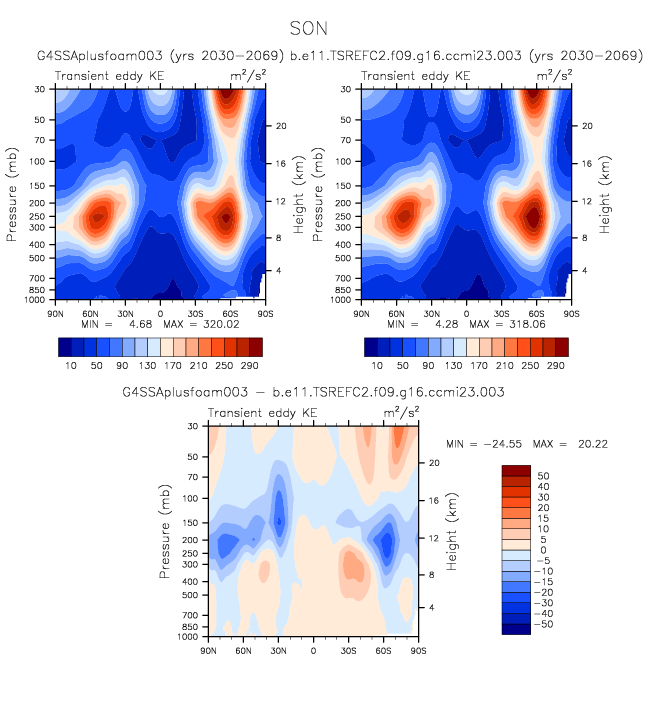 SON
G4SSAplusfoam003 (yrs 2030-2069) b.e11.TSREFC2.f09.g16.ccmi23.003 (yrs 2030-2069)
Transient eddy KE m²/s² Transient eddy KE m²/s²
30 50 70 100 150 200 250 300 400 500 700 850 1000
Pressure (mb)
20 16 12 8 4
Height (km)
90N 60N 30N 0 30S 60S 90S
MIN = 4.68 MAX = 320.02
10 50 90 130 170 210 250 290
30 50 70 100 150 200 250 300 400 500 700 850 1000
Pressure (mb)
20 16 12 8 4
Height (km)
90N 60N 30N 0 30S 60S 90S
MIN = 4.28 MAX = 318.06
10 50 90 130 170 210 250 290
G4SSAplusfoam003 - b.e11.TSREFC2.f09.g16.ccmi23.003
Transient eddy KE m²/s²
30 50 70 100 150 200 250 300 400 500 700 850 1000
Pressure (mb)
20 16 12 8 4
Height (km)
90N 60N 30N 0 30S 60S 90S
MIN = -24.55 MAX = 20.22
50
40
30
20
15
10
5
0
-5
-10
-15
-20
-30
-40
-50